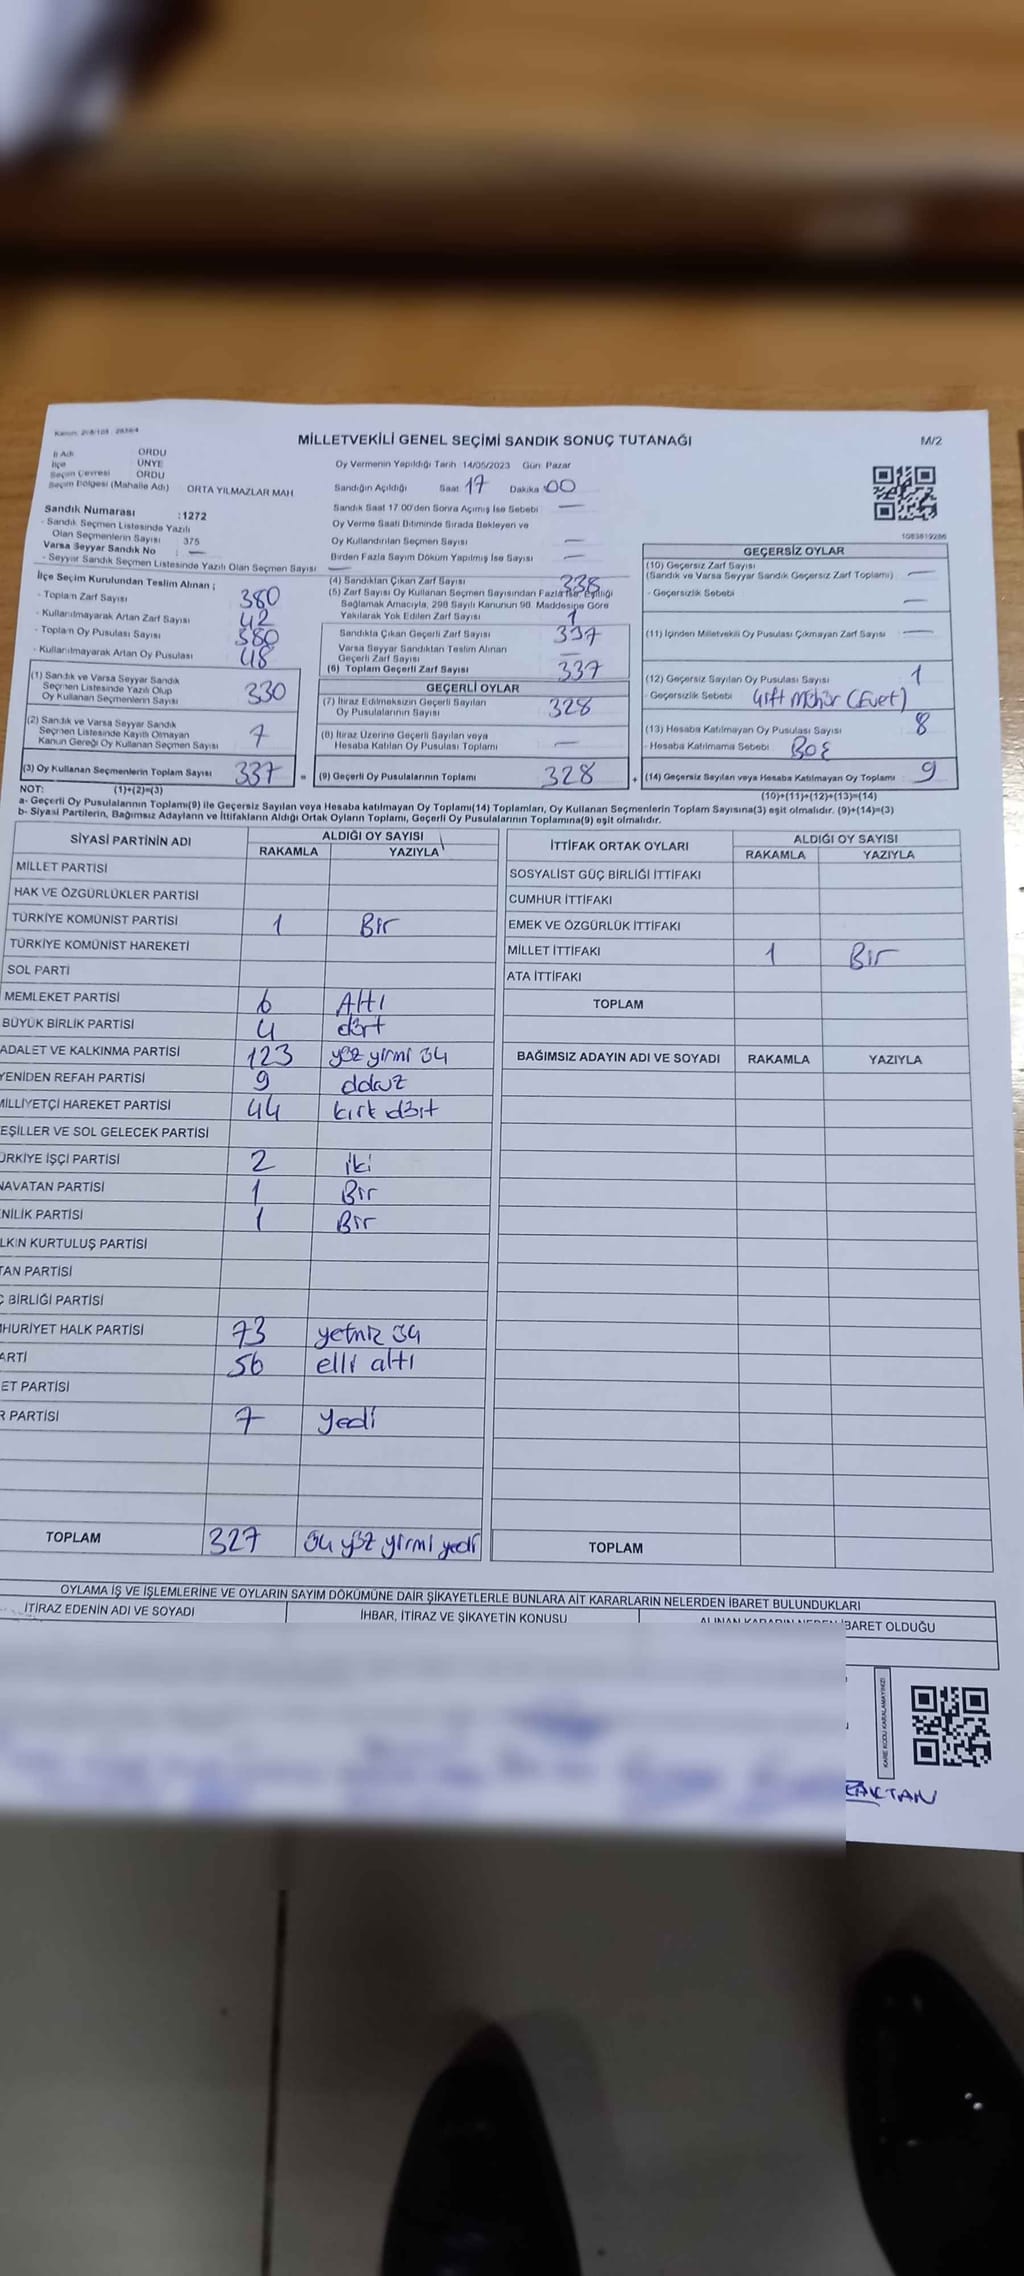 Kanun: 298/105 - 2839/4
MİLLETVEKİLİ GENEL SEÇİMİ SANDIK SONUÇ TUTANAĞI
M/2
İl Adı ORDU
İlçe ÜNYE
Seçim Çevresi ORDU
Seçim Bölgesi (Mahalle Adı) ORTA YILMAZLAR MAH.
Oy Vermenin Yapıldığı Tarih 14/05/2023 Gün: Pazar
Sandığın Açıldığı Saat 17 Dakika 00
Sandık Saat 17.00'den Sonra Açımış İse Sebebi —
Oy Verme Saati Bitiminde Sırada Bekleyen ve
Oy Kullandırılan Seçmen Sayısı —
Birden Fazla Sayım Döküm Yapılmış İse Sayısı —
Sandık Numarası :1272
- Sandık Seçmen Listesinde Yazılı
Olan Seçmenlerin Sayısı 375
Varsa Seyyar Sandık No : —
- Seyyar Sandık Seçmen Listesinde Yazılı Olan Seçmen Sayısı —
1083819286
İlçe Seçim Kurulundan Teslim Alınan ;
- Toplam Zarf Sayısı 380
- Kullanılmayarak Artan Zarf Sayısı 42
- Toplam Oy Pusulası Sayısı 380
- Kullanılmayarak Artan Oy Pusulası 48
(1) Sandık ve Varsa Seyyar Sandık
Seçmen Listesinde Yazılı Olup
Oy Kullanan Seçmenlerin Sayısı 330
(2) Sandık ve Varsa Seyyar Sandık
Seçmen Listesinde Kayıtlı Olmayan
Kanun Gereği Oy Kullanan Seçmen Sayısı 7
(3) Oy Kullanan Seçmenlerin Toplam Sayısı 337 =
(4) Sandıktan Çıkan Zarf Sayısı 338
(5) Zarf Sayısı Oy Kullanan Seçmen Sayısından Fazla İse, Eşitliği
Sağlamak Amacıyla, 298 Sayılı Kanunun 98. Maddesine Göre
Yakılarak Yok Edilen Zarf Sayısı 1
Sandıkta Çıkan Geçerli Zarf Sayısı 337
Varsa Seyyar Sandıktan Teslim Alınan
Geçerli Zarf Sayısı —
(6) Toplam Geçerli Zarf Sayısı 337
GEÇERLİ OYLAR
(7) İtiraz Edilmeksizin Geçerli Sayılan
Oy Pusulalarının Sayısı 328
(8) İtiraz Üzerine Geçerli Sayılan veya
Hesaba Katılan Oy Pusulası Toplamı —
(9) Geçerli Oy Pusulalarının Toplamı 328 +
GEÇERSİZ OYLAR
(10) Geçersiz Zarf Sayısı
(Sandık ve Varsa Seyyar Sandık Geçersiz Zarf Toplamı) —
- Geçersizlik Sebebi —
(11) İçinden Milletvekili Oy Pusulası Çıkmayan Zarf Sayısı —
(12) Geçersiz Sayılan Oy Pusulası Sayısı 1
- Geçersizlik Sebebi Çift mühür (Evet)
(13) Hesaba Katılmayan Oy Pusulası Sayısı 8
- Hesaba Katılmama Sebebi Boş
(14) Geçersiz Sayılan veya Hesaba Katılmayan Oy Toplamı 9
NOT: (1)+(2)=(3)
(10)+(11)+(12)+(13)=(14)
a- Geçerli Oy Pusulalarının Toplamı(9) ile Geçersiz Sayılan veya Hesaba katılmayan Oy Toplamı(14) Toplamları, Oy Kullanan Seçmenlerin Toplam Sayısına(3) eşit olmalıdır. (9)+(14)=(3)
b- Siyasi Partilerin, Bağımsız Adayların ve İttifakların Aldığı Ortak Oyların Toplamı, Geçerli Oy Pusulalarının Toplamına(9) eşit olmalıdır.
SİYASİ PARTİNİN ADI ALDIĞI OY SAYISI
RAKAMLA YAZIYLA
MİLLET PARTİSİ
HAK VE ÖZGÜRLÜKLER PARTİSİ
TÜRKİYE KOMÜNİST PARTİSİ 1 Bir
TÜRKİYE KOMÜNİST HAREKETİ
SOL PARTİ
MEMLEKET PARTİSİ 6 Altı
BÜYÜK BİRLİK PARTİSİ 4 dört
ADALET VE KALKINMA PARTİSİ 123 yüz yirmi üç
YENİDEN REFAH PARTİSİ 9 dokuz
MİLLİYETÇİ HAREKET PARTİSİ 44 kırk dört
EŞİLLER VE SOL GELECEK PARTİSİ
ÜRKİYE İŞÇİ PARTİSİ 2 iki
NAVATAN PARTİSİ 1 Bir
ENİLİK PARTİSİ 1 Bir
LKIN KURTULUŞ PARTİSİ
TAN PARTİSİ
Ç BİRLİĞİ PARTİSİ
MHURİYET HALK PARTİSİ 73 yetmiş üç
ARTİ 56 elli altı
ET PARTİSİ
R PARTİSİ 7 yedi
TOPLAM 327 üç yüz yirmi yedi
İTTİFAK ORTAK OYLARI ALDIĞI OY SAYISI
RAKAMLA YAZIYLA
SOSYALİST GÜÇ BİRLİĞİ İTTİFAKI
CUMHUR İTTİFAKI
EMEK VE ÖZGÜRLÜK İTTİFAKI
MİLLET İTTİFAKI 1 Bir
ATA İTTİFAKI
TOPLAM
BAĞIMSIZ ADAYIN ADI VE SOYADI RAKAMLA YAZIYLA
TOPLAM
OYLAMA İŞ VE İŞLEMLERİNE VE OYLARIN SAYIM DÖKÜMÜNE DAİR ŞİKAYETLERLE BUNLARA AİT KARARLARIN NELERDEN İBARET BULUNDUKLARI
İTİRAZ EDENİN ADI VE SOYADI İHBAR, İTİRAZ VE ŞİKAYETİN KONUSU ALINAN KARARIN NEDEN İBARET OLDUĞU
KARE KODU KARALAMAYINIZ!